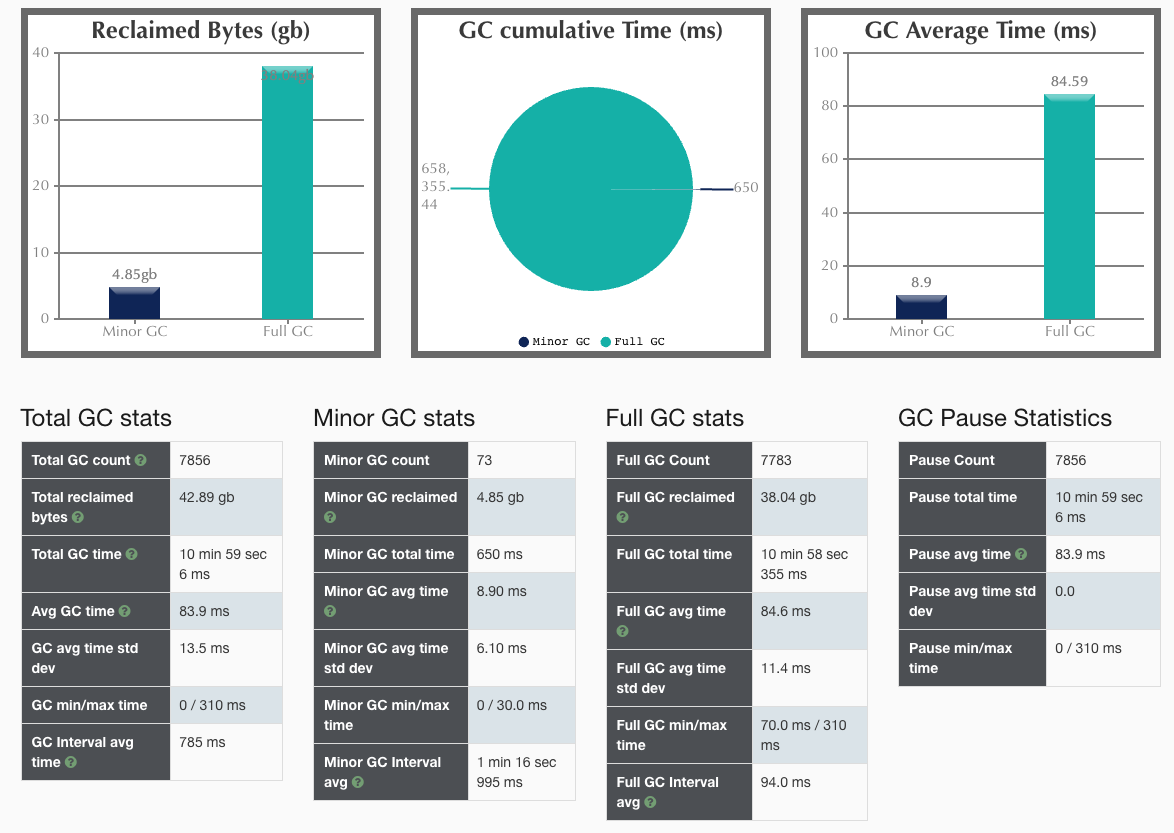 Reclaimed Bytes (gb)
40
30
20
10
0
4.85gb
Minor GC
Full GC
GC cumulative Time (ms)
658,
355.
44
650
Minor GC
Full GC
GC Average Time (ms)
100
80
60
40
20
0
8.9
84.59
Minor GC
Full GC
Total GC stats
Total GC count ? 7856
Total reclaimed
bytes ?
42.89 gb
Total GC time ?
10 min 59 sec
6 ms
Avg GC time ? 83.9 ms
GC avg time std
dev
13.5 ms
GC min/max time 0 / 310 ms
GC Interval avg
time ?
785 ms
Minor GC stats
Minor GC count 73
Minor GC reclaimed
?
4.85 gb
Minor GC total time 650 ms
Minor GC avg time
?
8.90 ms
Minor GC avg time
std dev
6.10 ms
Minor GC min/max
time
0 / 30.0 ms
Minor GC Interval
avg ?
1 min 16 sec
995 ms
Full GC stats
Full GC Count 7783
Full GC reclaimed
?
38.04 gb
Full GC total time
10 min 58 sec
355 ms
Full GC avg time
?
84.6 ms
Full GC avg time
std dev
11.4 ms
Full GC min/max
time
70.0 ms / 310
ms
Full GC Interval
avg ?
94.0 ms
GC Pause Statistics
Pause Count 7856
Pause total time
10 min 59 sec
6 ms
Pause avg time ? 83.9 ms
Pause avg time std
dev
0.0
Pause min/max
time
0 / 310 ms